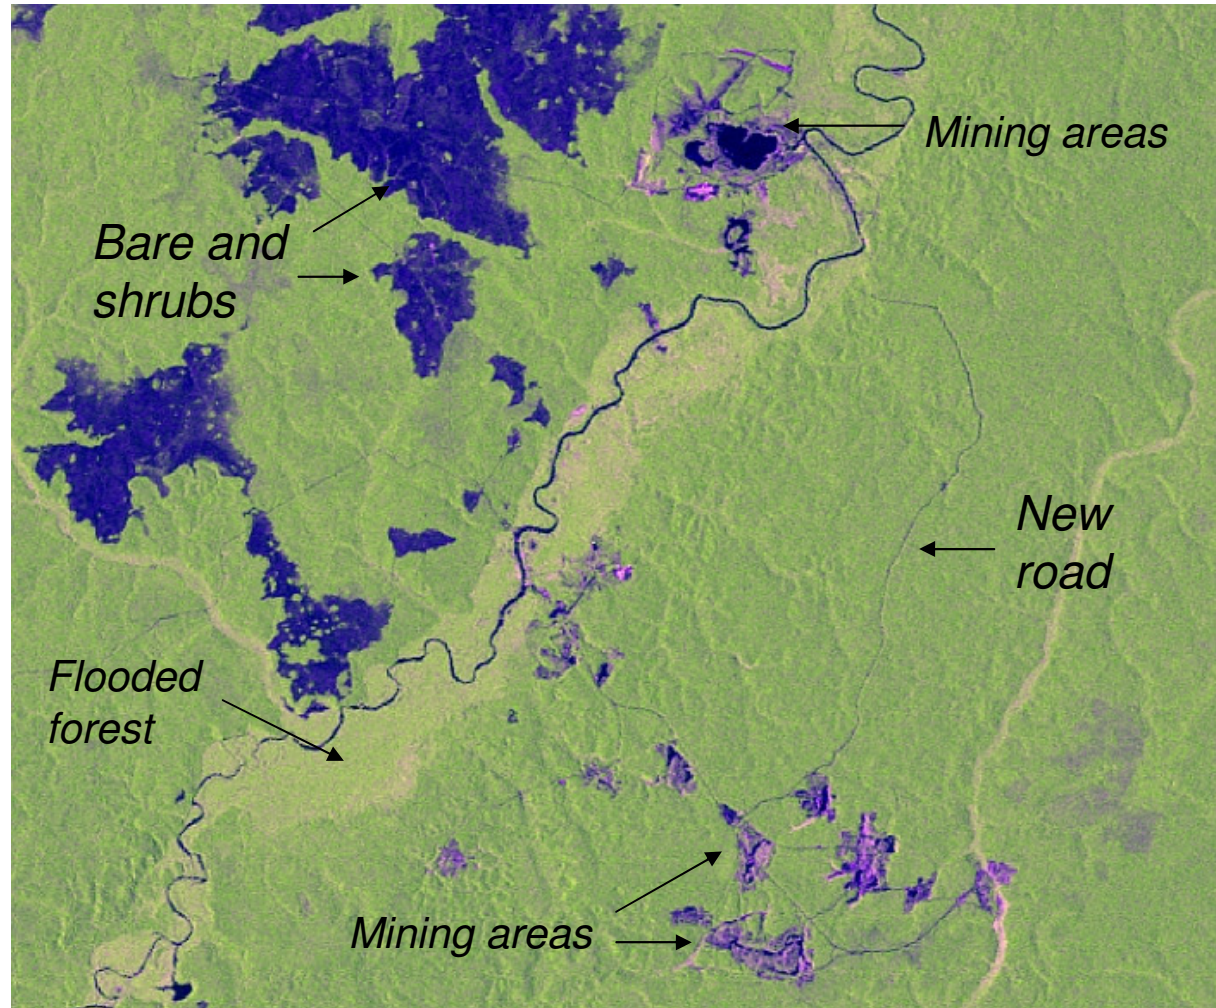 Mining areas
Bare and
shrubs
New
road
Flooded
forest
Mining areas